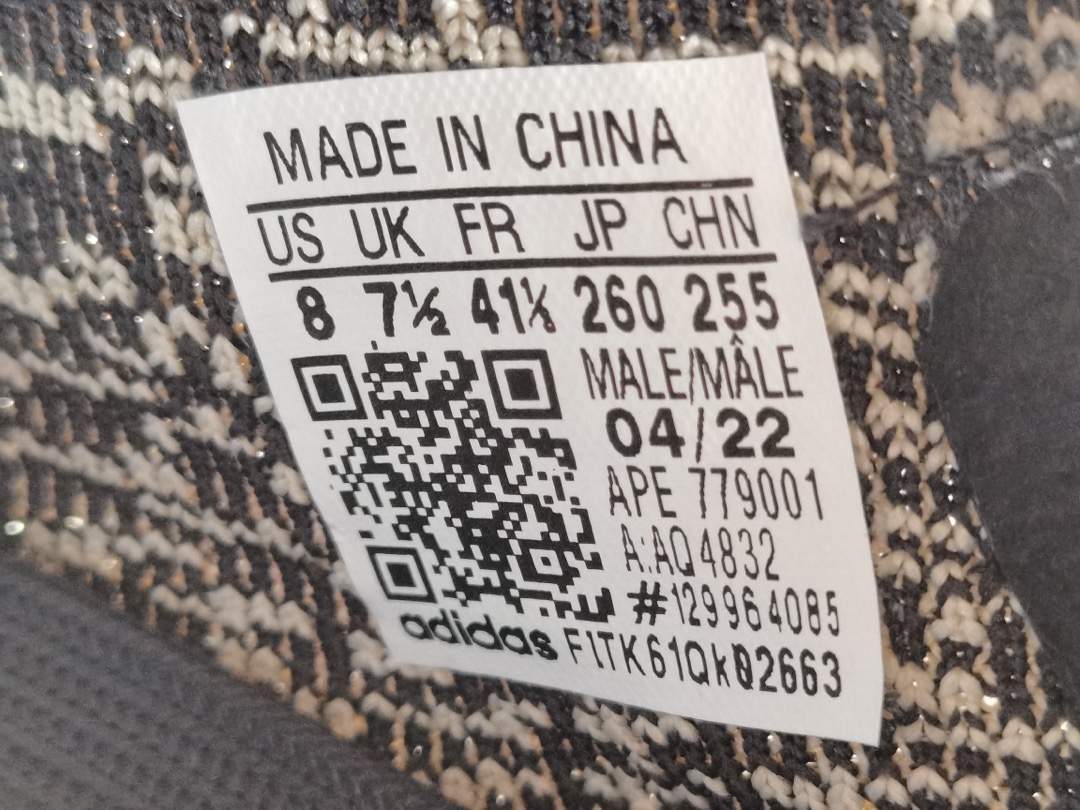 MADE IN CHINA
US UK FR JP CHN
8 7½ 41⅓ 260 255
MALE/MÂLE
04/22
APE 779001
A:AQ4832
#129964085
adidas F1TK61QkQ2663